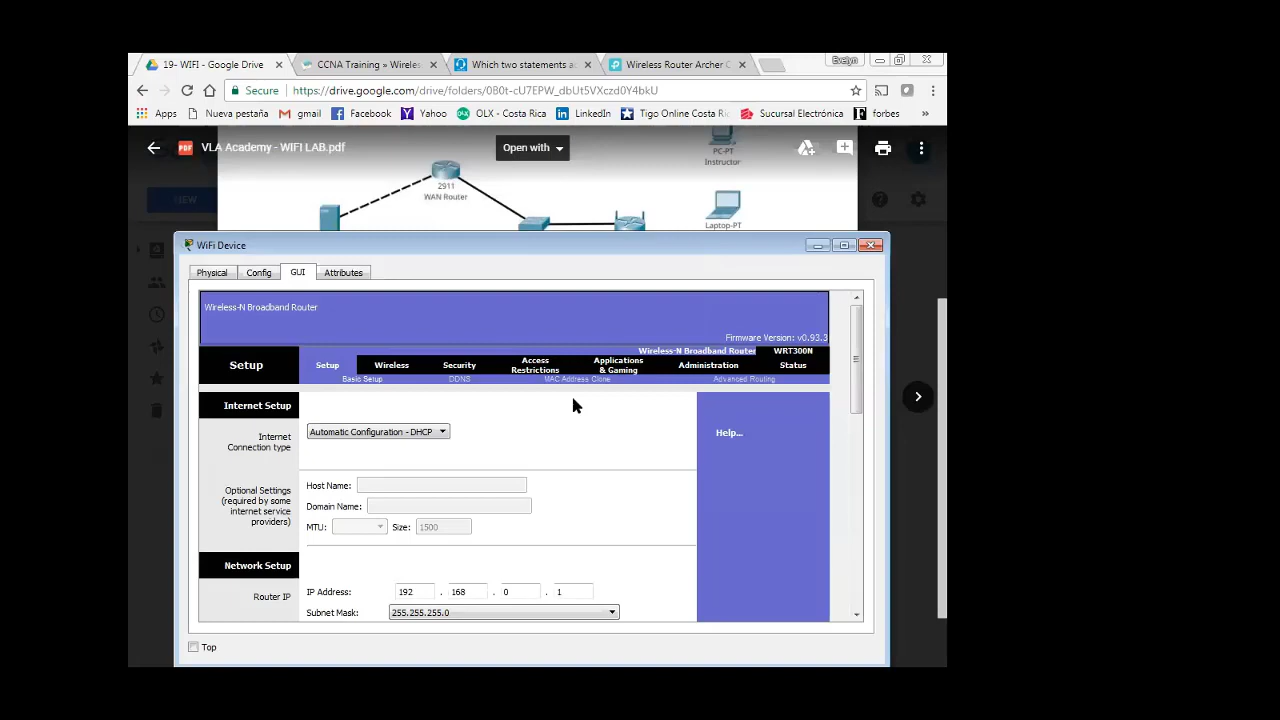 19- WIFI - Google Drive
CCNA Training » Wireles
Which two statements a
Wireless Router Archer C
Evelyn
Secure
https://drive.google.com/drive/folders/0B0t-cU7EPW_dbUt5VXczd0Y4bkU
Apps
Nueva pestaña
gmail
Facebook
Yahoo
OLX - Costa Rica
LinkedIn
Tigo Online Costa Ric
Sucursal Electrónica
forbes
»
PDF
VLA Academy - WIFI LAB.pdf
Open with
PC-PT
Instructor
2911
WAN Router
NEW
Laptop-PT
WiFi Device
Physical
Config
GUI
Attributes
Wireless-N Broadband Router
Firmware Version: v0.93.3
Wireless-N Broadband Router
WRT300N
Setup
Setup
Wireless
Security
Access
Restrictions
Applications
& Gaming
Administration
Status
Basic Setup
DDNS
MAC Address Clone
Advanced Routing
Internet Setup
Internet
Connection type
Automatic Configuration - DHCP
Help...
Optional Settings
(required by some
internet service
providers)
Host Name:
Domain Name:
MTU:
Size: 1500
Network Setup
Router IP
IP Address: 192 . 168 . 0 . 1
Subnet Mask: 255.255.255.0
Top